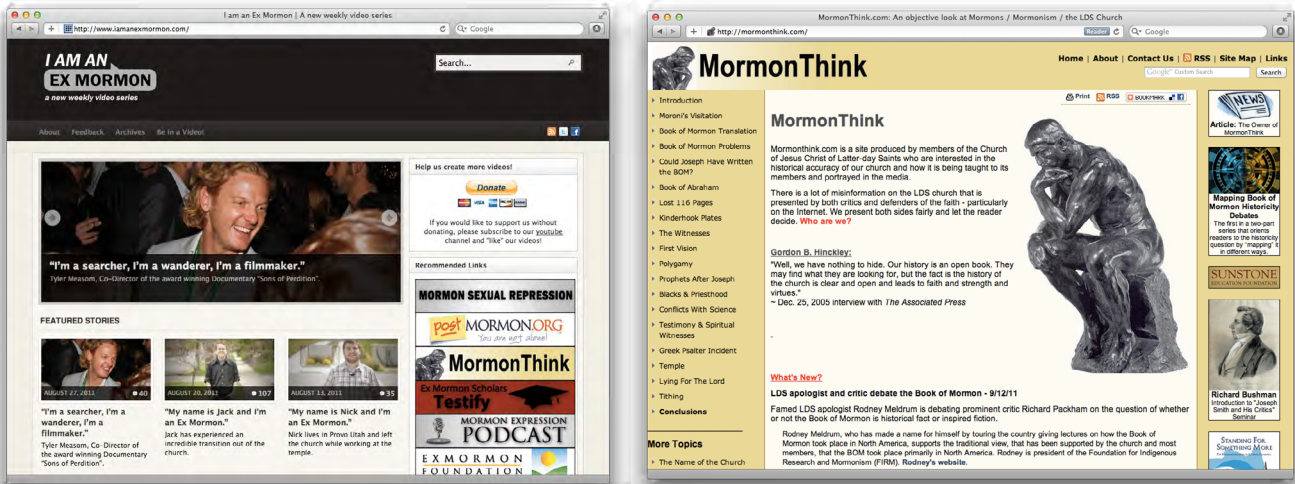 I am an Ex Mormon | A new weekly video series
http://www.iamanexmormon.com/
Google
I AM AN
EX MORMON
a new weekly video series
Search...
About Feedback Archives Be in a Video!
"I'm a searcher, I'm a wanderer, I'm a filmmaker."
Tyler Measom, Co-Director of the award winning Documentary "Sons of Perdition".
FEATURED STORIES
AUGUST 27, 2011 40
"I'm a searcher, I'm a
wanderer, I'm a
filmmaker."
Tyler Measom, Co-Director of
the award winning Documentary
"Sons of Perdition".
AUGUST 20, 2011 107
"My name is Jack and I'm
an Ex Mormon."
Jack has experienced an
incredible transition out of the
church.
AUGUST 13, 2011 35
"My name is Nick and I'm
an Ex Mormon."
Nick lives in Provo Utah and left
the church while working at the
temple.
Help us create more videos!
Donate
VISA
If you would like to support us without
donating, please subscribe to our youtube
channel and "like" our videos!
Recommended Links
MORMON SEXUAL REPRESSION
post MORMON.ORG
You are not alone!
MormonThink
Ex Mormon Scholars
Testify
MORMON EXPRESSION
PODCAST
EXMORMON
FOUNDATION
MormonThink.com: An objective look at Mormons / Mormonism / the LDS Church
http://mormonthink.com/
Reader
Google
MormonThink
Home | About | Contact Us | RSS | Site Map | Links
Google Custom Search
Search
Introduction
Moroni's Visitation
Book of Mormon Translation
Book of Mormon Problems
Could Joseph Have Written
the BOM?
Book of Abraham
Lost 116 Pages
Kinderhook Plates
The Witnesses
First Vision
Polygamy
Prophets After Joseph
Blacks & Priesthood
Conflicts With Science
Testimony & Spiritual
Witnesses
Greek Psalter Incident
Temple
Lying For The Lord
Tithing
Conclusions
More Topics
The Name of the Church
Print RSS BOOKMARK
MormonThink
Mormonthink.com is a site produced by members of the Church
of Jesus Christ of Latter-day Saints who are interested in the
historical accuracy of our church and how it is being taught to its
members and portrayed in the media.
There is a lot of misinformation on the LDS church that is
presented by both critics and defenders of the faith - particularly
on the Internet. We present both sides fairly and let the reader
decide. Who are we?
Gordon B. Hinckley:
"Well, we have nothing to hide. Our history is an open book. They
may find what they are looking for, but the fact is the history of
the church is clear and open and leads to faith and strength and
virtues."
~ Dec. 25, 2005 interview with The Associated Press
What's New?
LDS apologist and critic debate the Book of Mormon - 9/12/11
Famed LDS apologist Rodney Meldrum is debating prominent critic Richard Packham on the question of whether
or not the Book of Mormon is historical fact or inspired fiction.
Rodney Meldrum, who has made a name for himself by touring the country giving lectures on how the Book of
Mormon took place in North America, supports the traditional view, that has been supported by the church and most
members, that the BOM took place primarily in North America. Rodney is president of the Foundation for Indigenous
Research and Mormonism (FIRM). Rodney's website.
NEWS
Article: The Owner of
MormonThink
Mapping Book of
Mormon Historicity
Debates
The first in a two-part
series that orients
readers to the historicity
question by "mapping" it
in different ways.
SUNSTONE
EDUCATION FOUNDATION
Richard Bushman
Introduction to "Joseph
Smith and His Critics"
Seminar
STANDING FOR
SOMETHING MORE